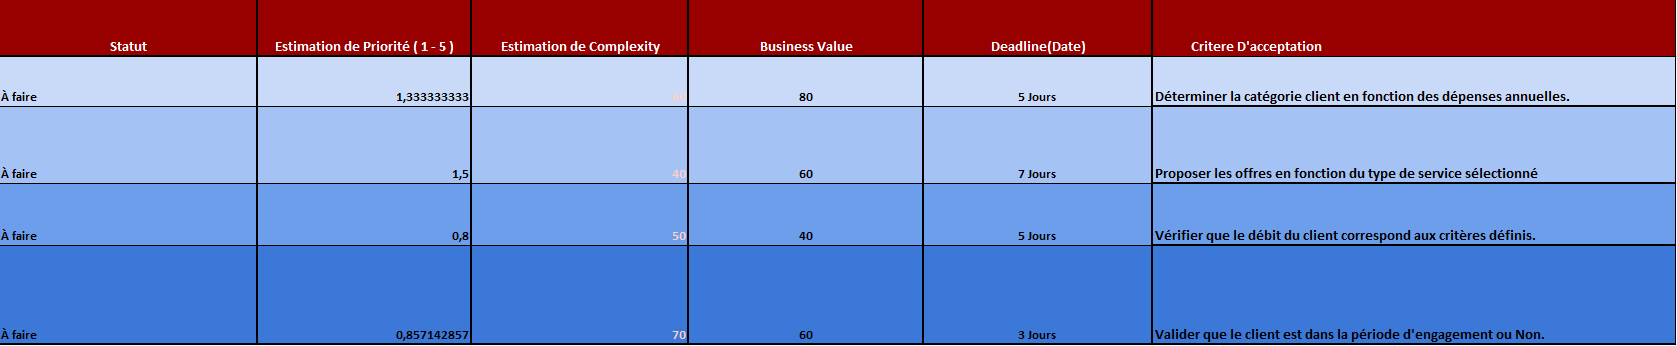 Statut Estimation de Priorité ( 1 - 5 ) Estimation de Complexity Business Value Deadline(Date) Critere D'acceptation
À faire 1,333333333 60 80 5 Jours Déterminer la catégorie client en fonction des dépenses annuelles.
À faire 1,5 40 60 7 Jours Proposer les offres en fonction du type de service sélectionné
À faire 0,8 50 40 5 Jours Vérifier que le débit du client correspond aux critères définis.
À faire 0,857142857 70 60 3 Jours Valider que le client est dans la période d'engagement ou Non.